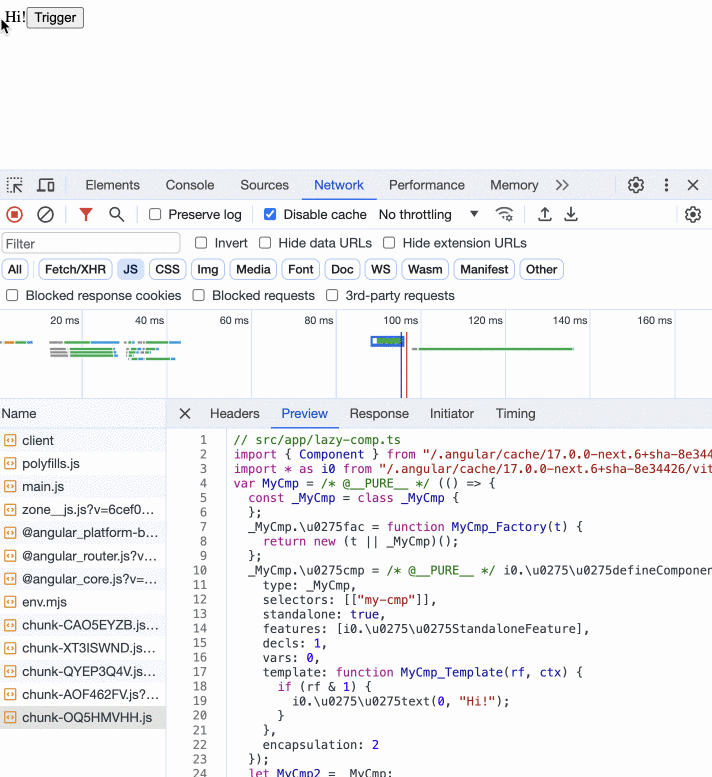 Hi! Trigger
Elements Console Sources Network Performance Memory
Preserve log Disable cache No throttling
Filter Invert Hide data URLs Hide extension URLs
All Fetch/XHR JS CSS Img Media Font Doc WS Wasm Manifest Other
Blocked response cookies Blocked requests 3rd-party requests
20 ms 40 ms 60 ms 80 ms 100 ms 120 ms 140 ms 160 ms
Name Headers Preview Response Initiator Timing
client
polyfills.js
main.js
zone__js.js?v=6cef0...
@angular_platform-b...
@angular_router.js?v...
@angular_core.js?v=...
env.mjs
chunk-CAO5EYZB.js...
chunk-XT3ISWND.js...
chunk-QYEP3Q4V.js...
chunk-AOF462FV.js?...
chunk-OQ5HMVHH.js
1 // src/app/lazy-comp.ts
2 import { Component } from "/.angular/cache/17.0.0-next.6+sha-8e344
3 import * as i0 from "/.angular/cache/17.0.0-next.6+sha-8e34426/vit
4 var MyCmp = /* @__PURE__ */ (() => {
5 const _MyCmp = class _MyCmp {
6 };
7 _MyCmp.\u0275fac = function MyCmp_Factory(t) {
8 return new (t || _MyCmp)();
9 };
10 _MyCmp.\u0275cmp = /* @__PURE__ */ i0.\u0275\u0275defineComponen
11 type: _MyCmp,
12 selectors: [["my-cmp"]],
13 standalone: true,
14 features: [i0.\u0275\u0275StandaloneFeature],
15 decls: 1,
16 vars: 0,
17 template: function MyCmp_Template(rf, ctx) {
18 if (rf & 1) {
19 i0.\u0275\u0275text(0, "Hi!");
20 }
21 },
22 encapsulation: 2
23 });
24 let MyCmp2 = _MyCmp;